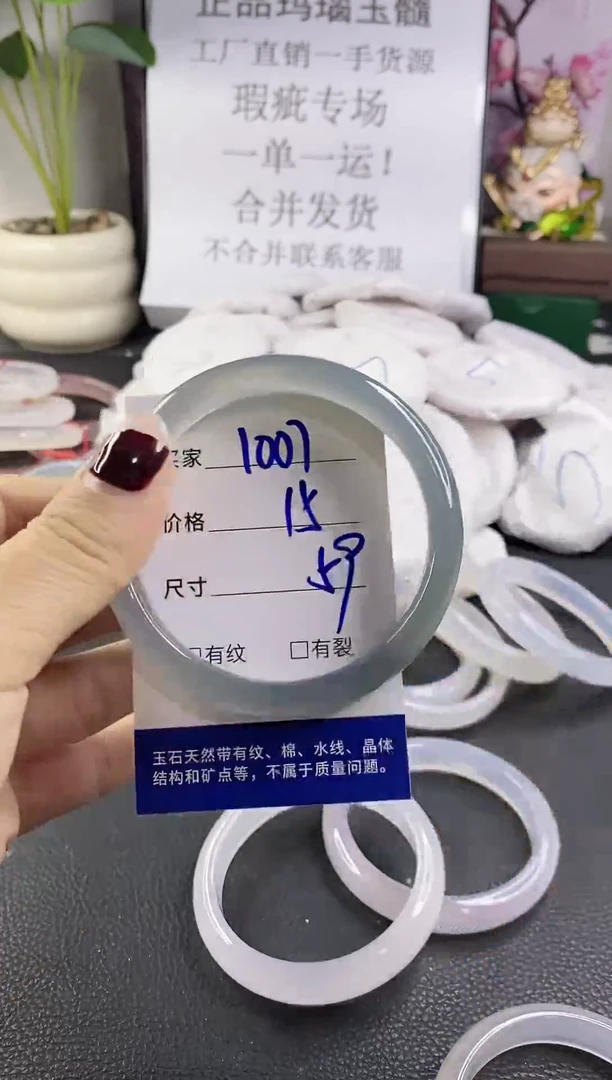 正品玛瑙玉髓
工厂直销一手货源
瑕疵专场
一单一运!
合并发货
不合并联系客服
买家 1007
价格 15
尺寸 59
□有纹 □有裂
玉石天然带有纹、棉、水线、晶体
结构和矿点等，不属于质量问题。